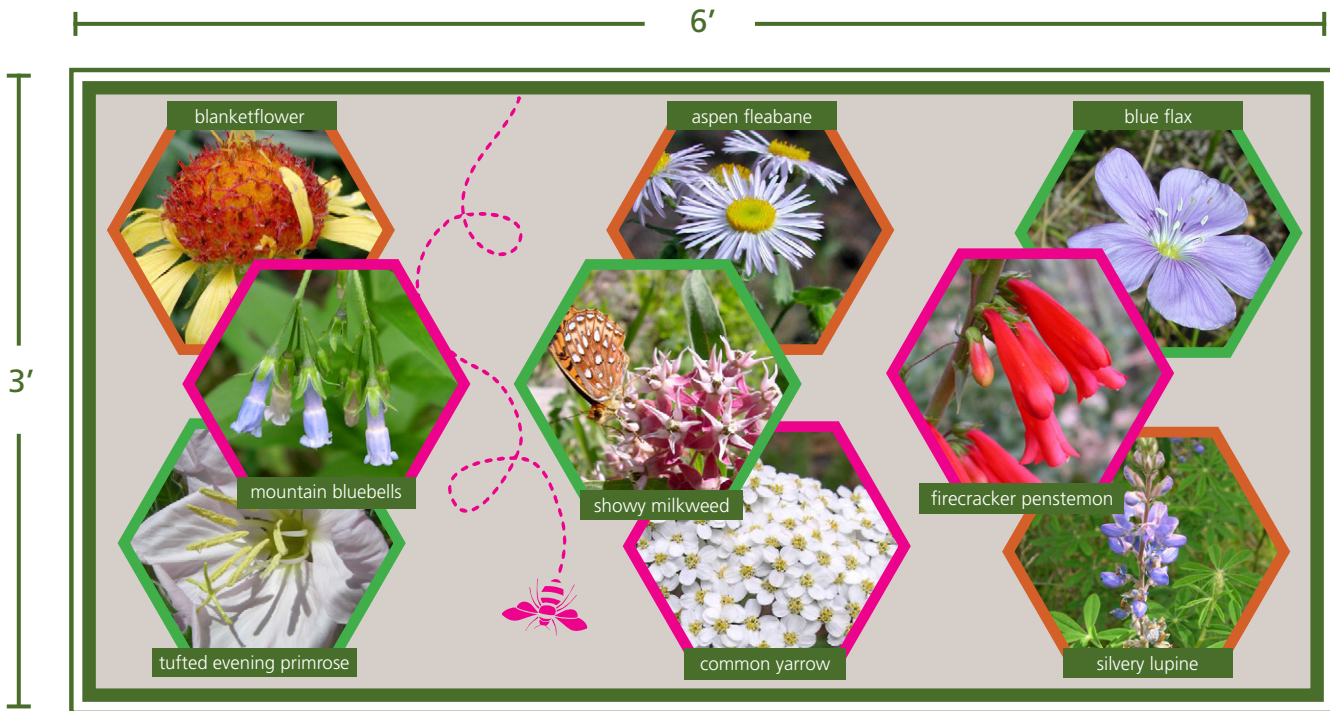 6’
3’
blanketflower
aspen fleabane
blue flax
mountain bluebells
showy milkweed
firecracker penstemon
tufted evening primrose
common yarrow
silvery lupine